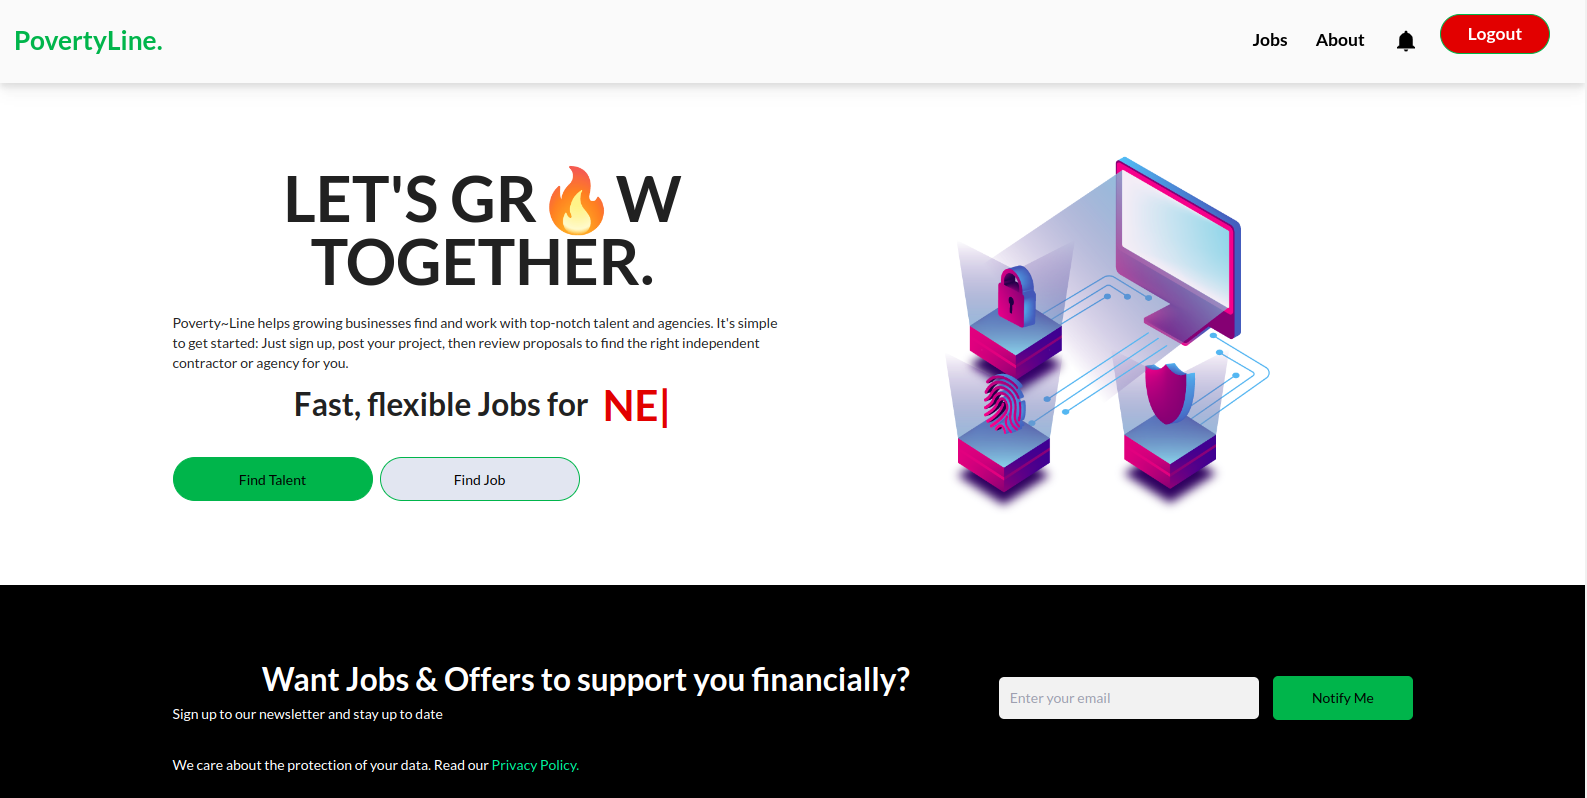 PovertyLine.
Jobs About Logout
LET'S GR🔥W
TOGETHER.
Poverty~Line helps growing businesses find and work with top-notch talent and agencies. It's simple
to get started: Just sign up, post your project, then review proposals to find the right independent
contractor or agency for you.
Fast, flexible Jobs for NE|
Find Talent Find Job
Want Jobs & Offers to support you financially?
Sign up to our newsletter and stay up to date
Enter your email Notify Me
We care about the protection of your data. Read our Privacy Policy.